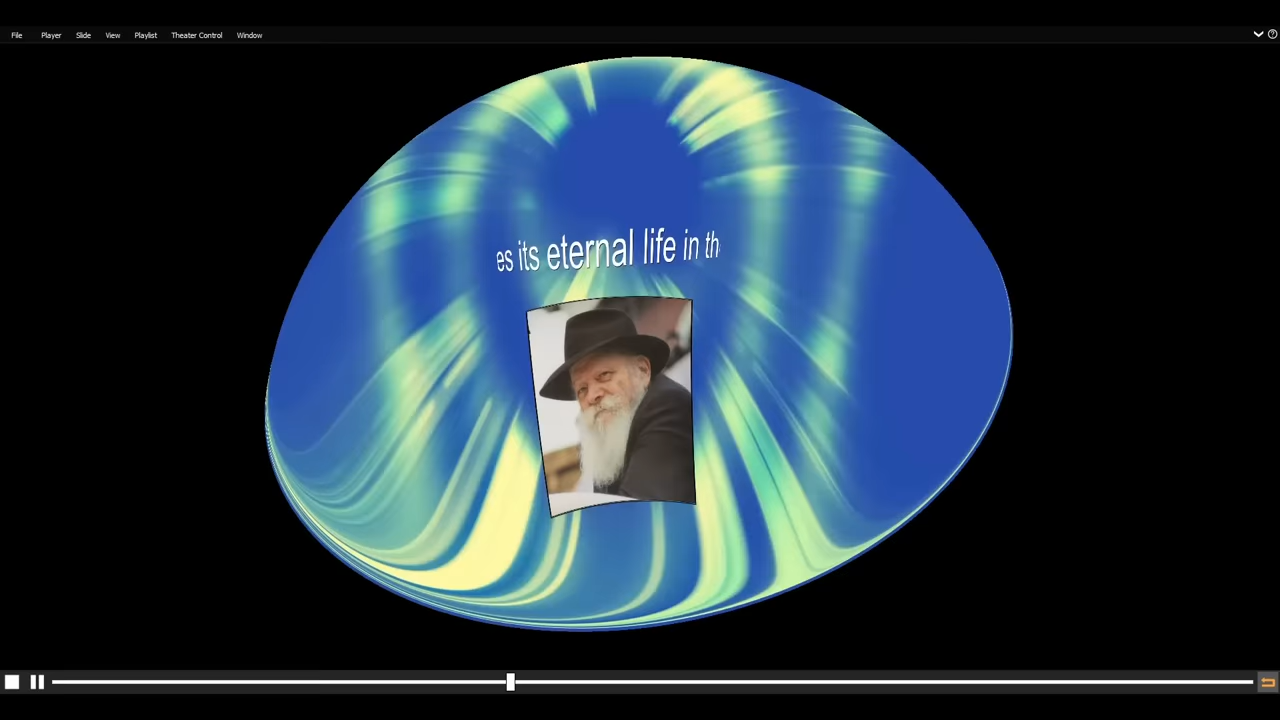 File Player Slide View Playlist Theater Control Window
es its eternal life in th